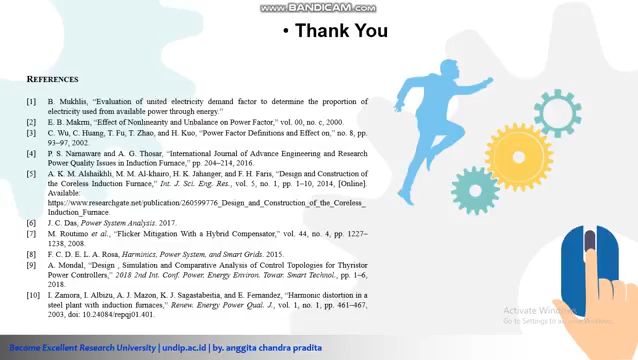 WWW.BANDICAM.COM
• Thank You
REFERENCES
[1] B. Mukhlis, “Evaluation of united electricity demand factor to determine the proportion of
electricity used from available power through energy.”
[2] E. B. Makrm, “Effect of Nonlinearity and Unbalance on Power Factor,” vol. 00, no. c, 2000.
[3] C. Wu, C. Huang, T. Fu, T. Zhao, and H. Kuo, “Power Factor Definitions and Effect on,” no. 8, pp.
93–97, 2002.
[4] P. S. Namaware and A. G. Thosar, “International Journal of Advance Engineering and Research
Power Quality Issues in Induction Furnace,” pp. 204–214, 2016.
[5] A. K. M. Alshaikhli, M. M. Al-khairo, H. K. Jahanger, and F. H. Faris, “Design and Construction of
the Coreless Induction Furnace,” Int. J. Sci. Eng. Res., vol. 5, no. 1, pp. 1–10, 2014, [Online].
Available:
https://www.researchgate.net/publication/260599776_Design_and_Construction_of_the_Coreless_
Induction_Furnace.
[6] J. C. Das, Power System Analysis. 2017.
[7] M. Routimo et al., “Flicker Mitigation With a Hybrid Compensator,” vol. 44, no. 4, pp. 1227–
1238, 2008.
[8] F. C. D. E. L. A. Rosa, Harminics, Power System, and Smart Grids. 2015.
[9] A. Mondal, “Design , Simulation and Comparative Analysis of Control Topologies for Thyristor
Power Controllers,” 2018 2nd Int. Conf. Power, Energy Environ. Towar. Smart Technol., pp. 1–6,
2018.
[10] I. Zamora, I. Albizu, A. J. Mazon, K. J. Sagastabeitia, and E. Fernandez, “Harmonic distortion in a
steel plant with induction furnaces,” Renew. Energy Power Qual. J., vol. 1, no. 1, pp. 461–467,
2003, doi: 10.24084/repqj01.401.
Activate Windows
Go to Settings to activate Windows.
Become Excellent Research University | undip.ac.id | by. anggita chandra pradita